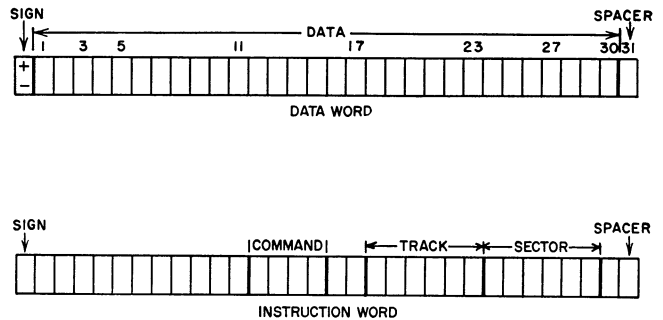 SIGN SPACER
DATA
1 3 5 11 17 23 27 30 31
+
−
DATA WORD
SIGN SPACER
COMMAND TRACK SECTOR
INSTRUCTION WORD